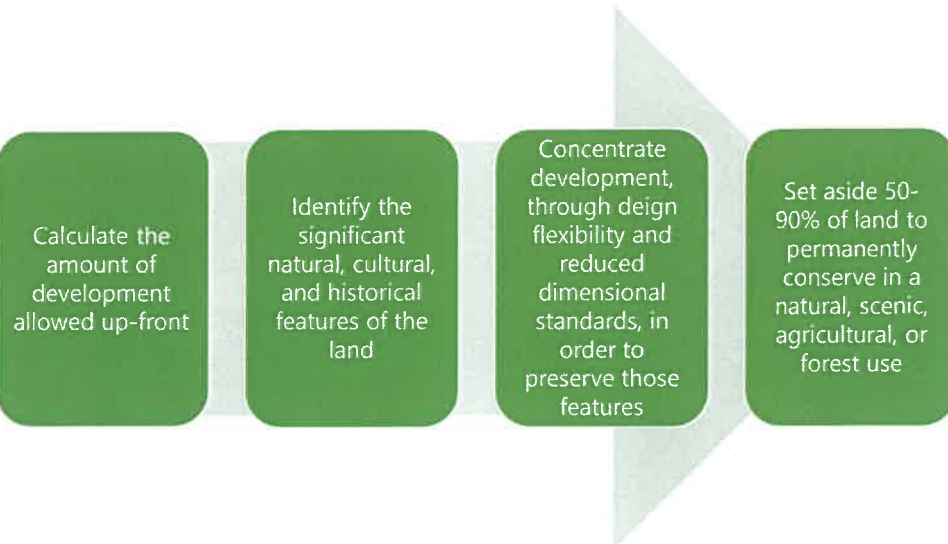 Calculate the
amount of
development
allowed up-front
Identify the
significant
natural, cultural,
and historical
features of the
land
Concentrate
development,
through deign
flexibility and
reduced
dimensional
standards, in
order to
preserve those
features
Set aside 50-
90% of land to
permanently
conserve in a
natural, scenic,
agricultural, or
forest use